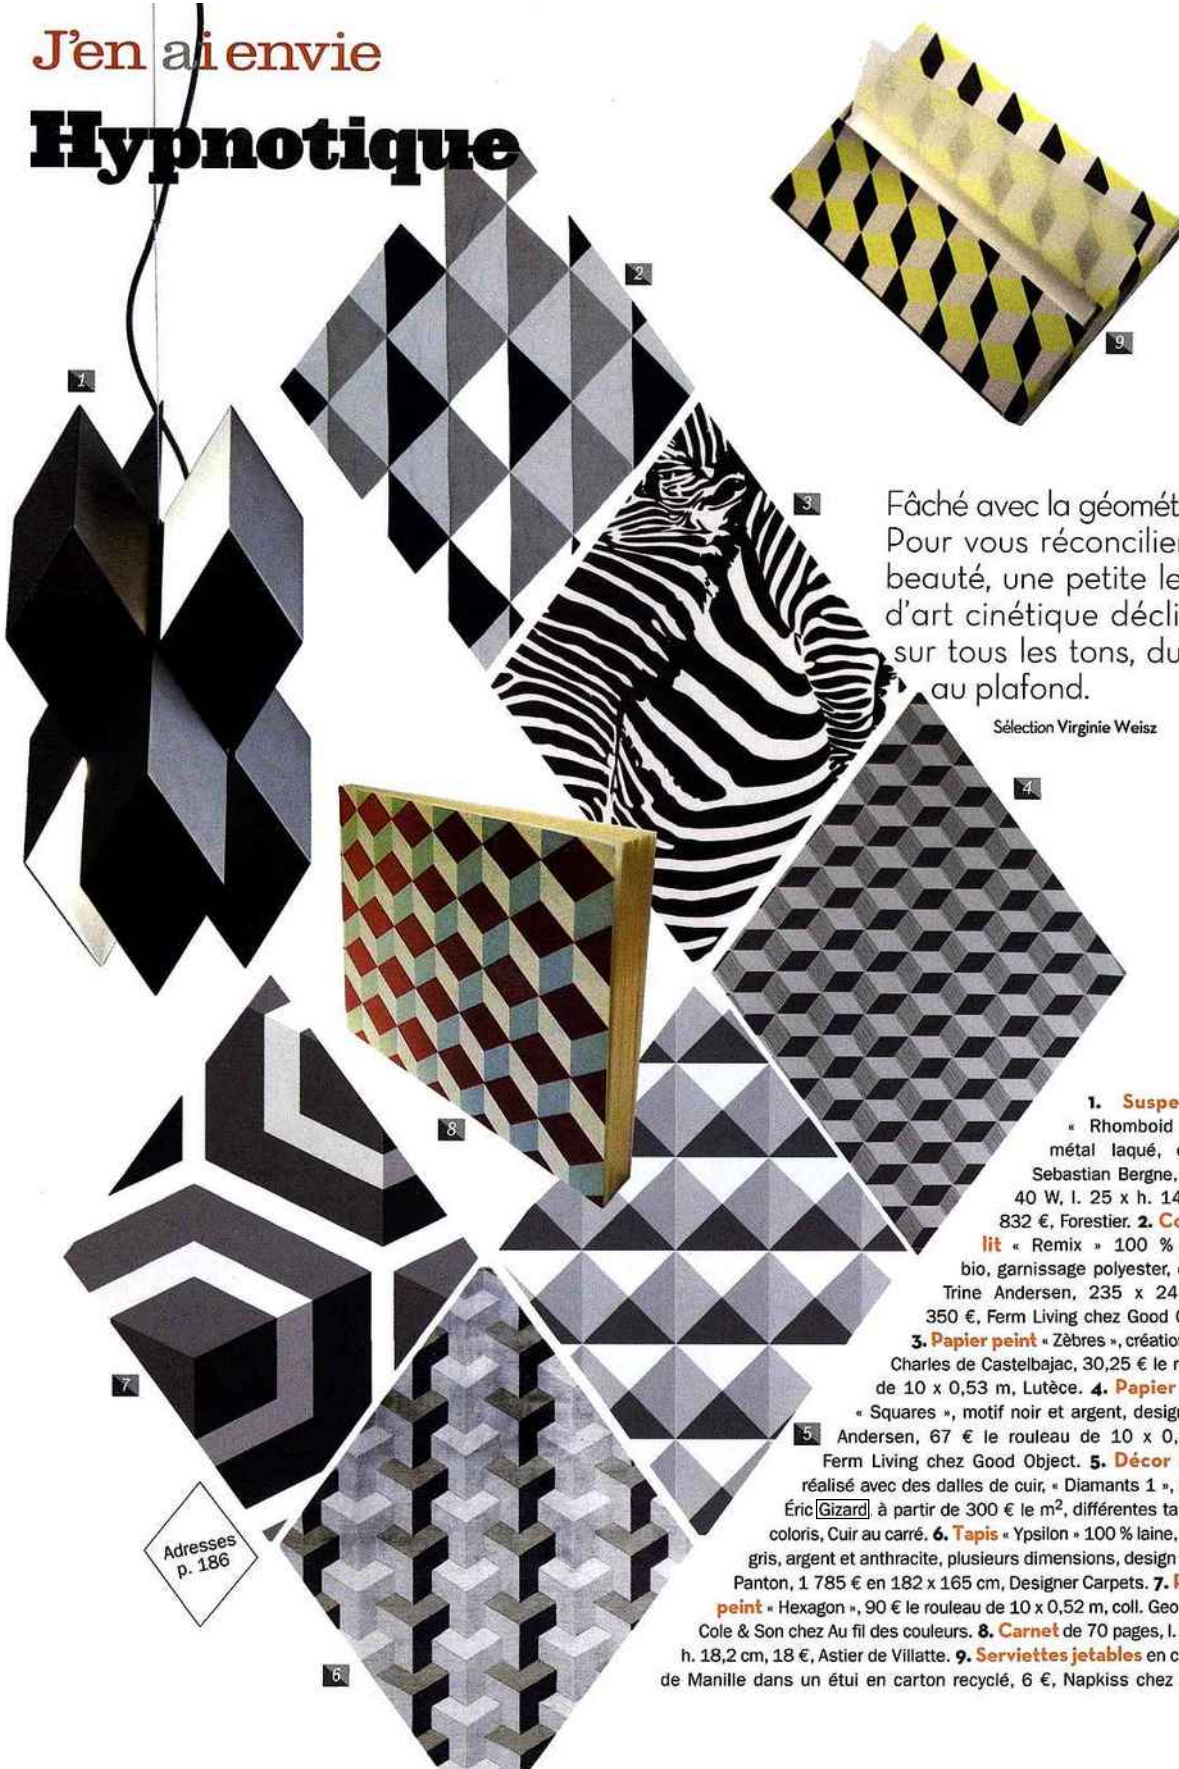 J'en ai envie
Hypnotique
1
2
9
3
Fâché avec la géomét
Pour vous réconcilier
beauté, une petite le
d'art cinétique décli
sur tous les tons, du
au plafond.
Sélection Virginie Weisz
4
8
7
5
6
Adresses
p. 186
1. Suspe
« Rhomboid
métal laqué,
Sebastian Bergne,
40 W, l. 25 x h. 14
832 €, Forestier. 2. Co
lit « Remix » 100 %
bio, garnissage polyester,
Trine Andersen, 235 x 24
350 €, Ferm Living chez Good
3. Papier peint « Zèbres », création
Charles de Castelbajac, 30,25 € le r
de 10 x 0,53 m, Lutèce. 4. Papier
« Squares », motif noir et argent, design
Andersen, 67 € le rouleau de 10 x 0,
Ferm Living chez Good Object. 5. Décor
réalisé avec des dalles de cuir, « Diamants 1 »,
Éric Gizard, à partir de 300 € le m², différentes ta
coloris, Cuir au carré. 6. Tapis « Ypsilon » 100 % laine,
gris, argent et anthracite, plusieurs dimensions, design
Panton, 1 785 € en 182 x 165 cm, Designer Carpets. 7.
peint « Hexagon », 90 € le rouleau de 10 x 0,52 m, coll. Geo
Cole & Son chez Au fil des couleurs. 8. Carnet de 70 pages, l.
h. 18,2 cm, 18 €, Astier de Villatte. 9. Serviettes jetables en c
de Manille dans un étui en carton recyclé, 6 €, Napkiss chez